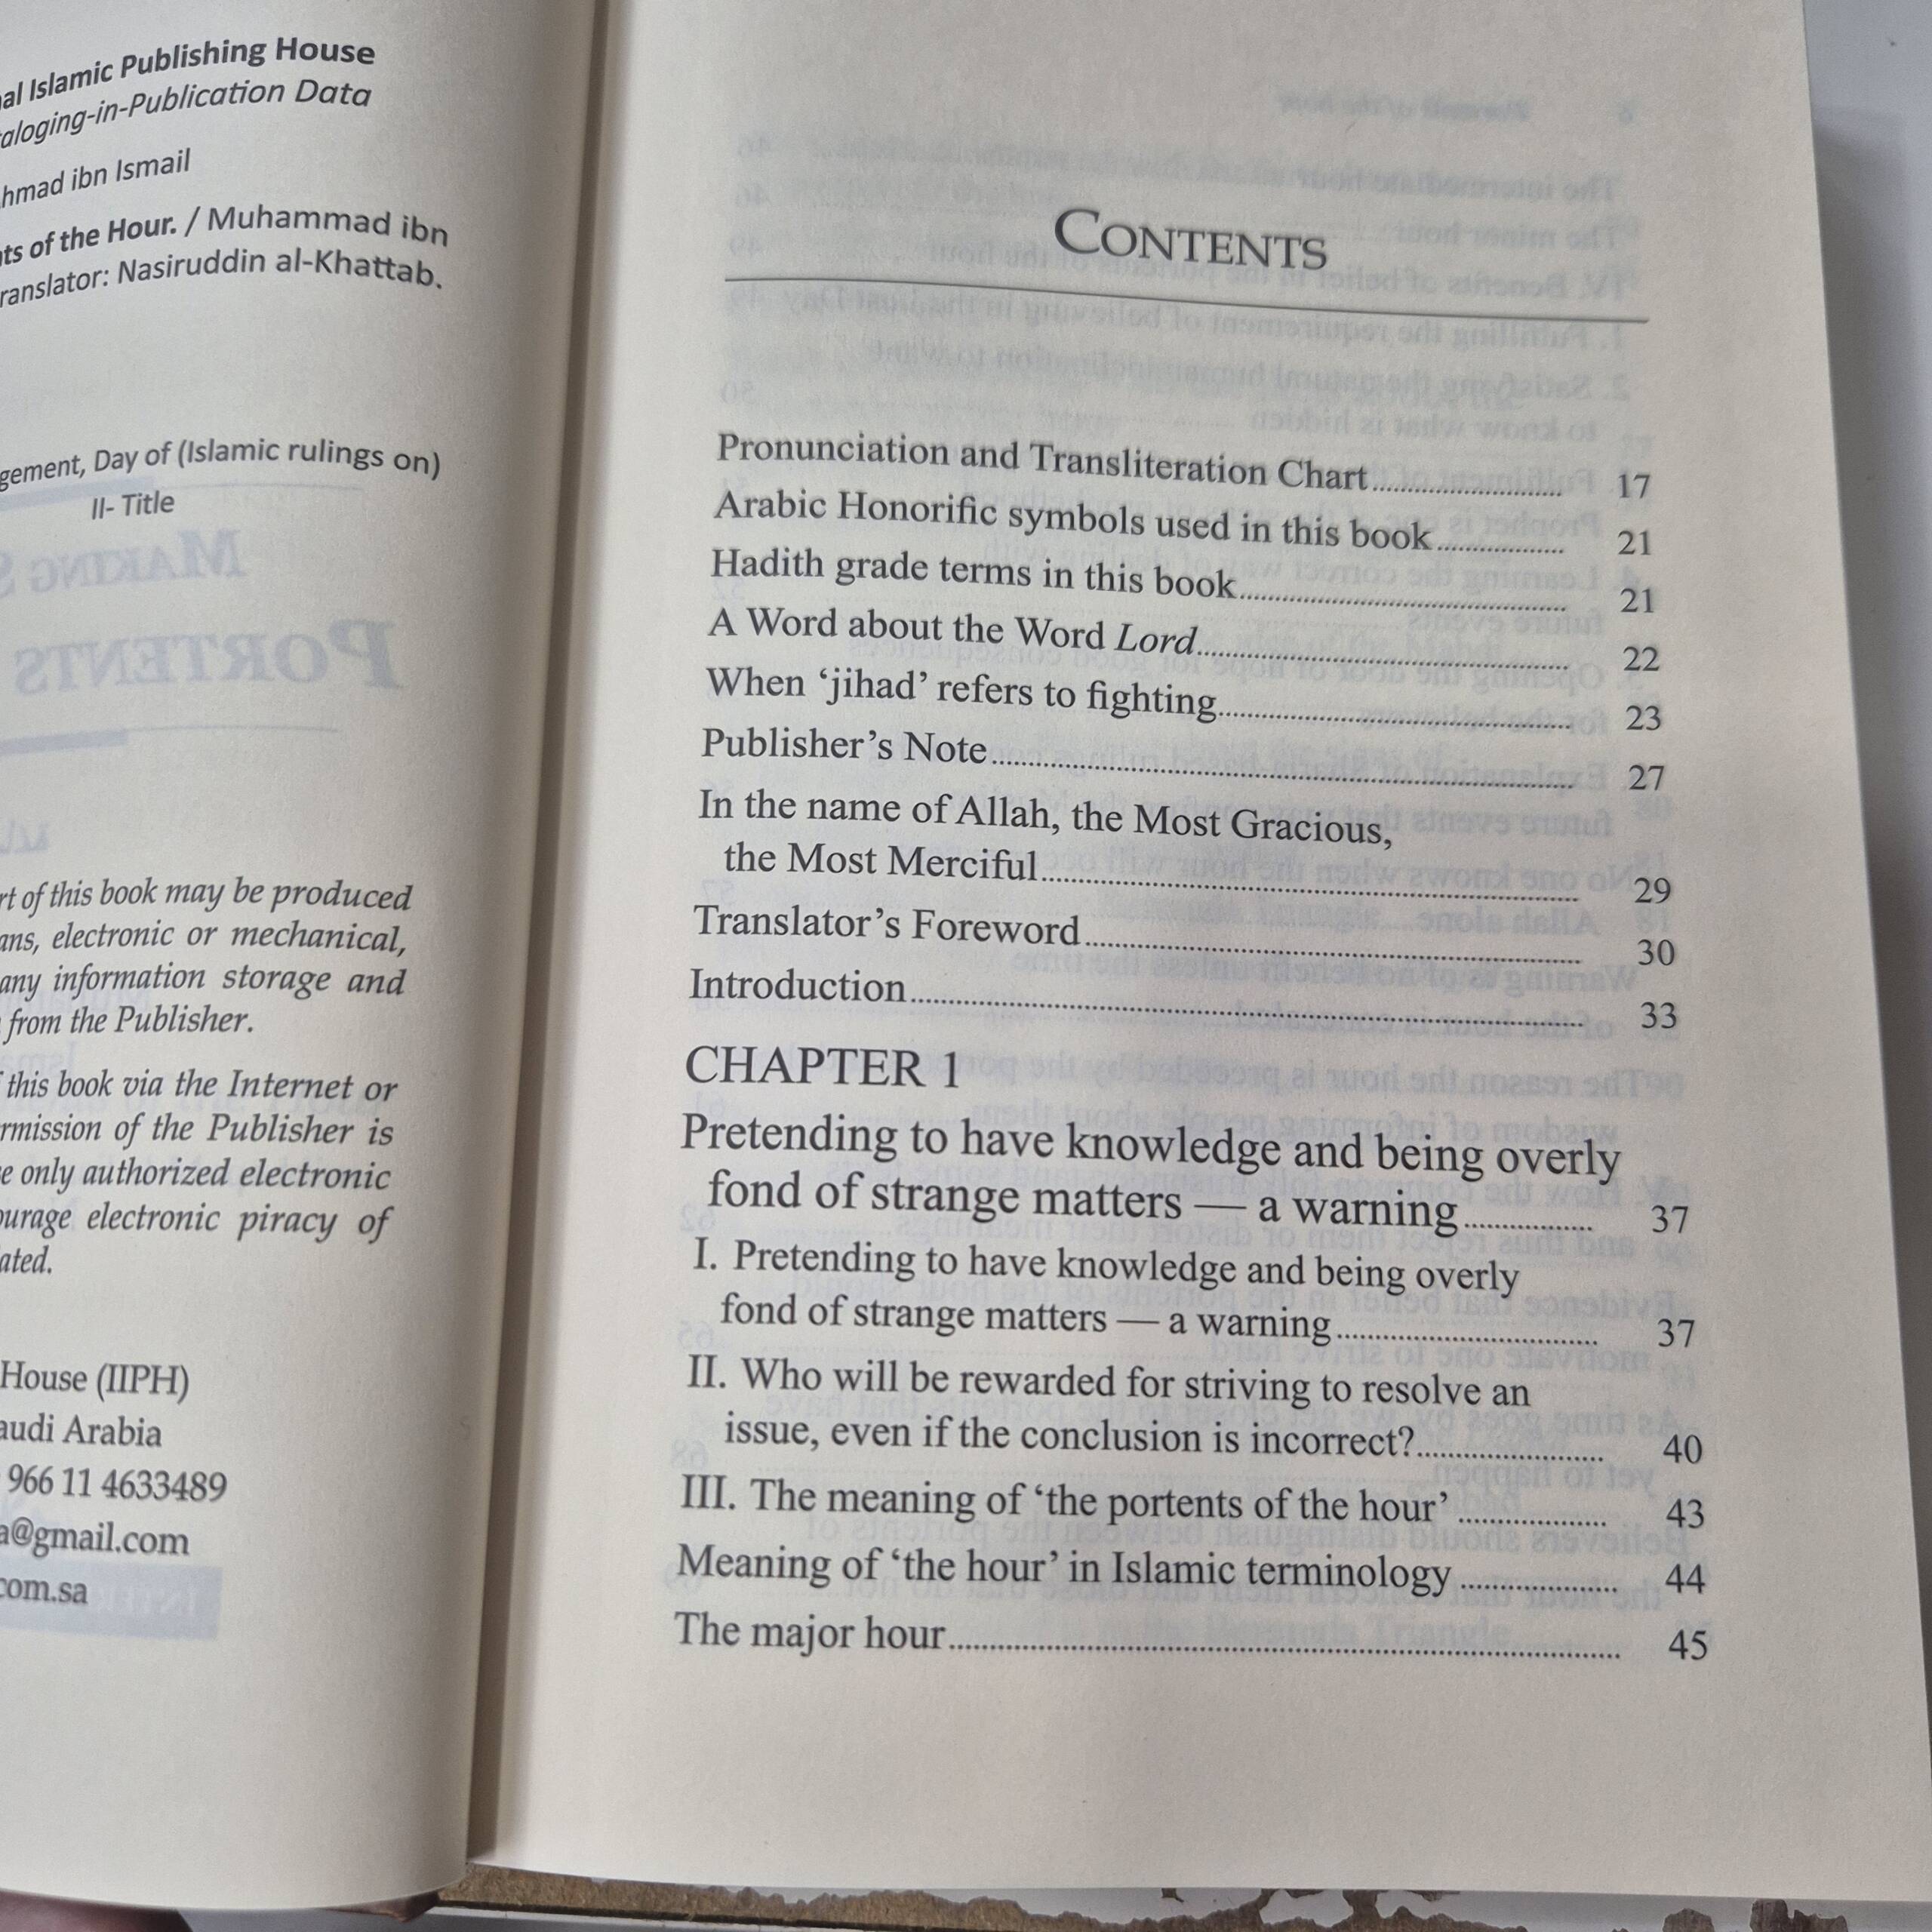 al Islamic Publishing House
aloging-in-Publication Data
hmad ibn Ismail
ts of the Hour. / Muhammad ibn
ranslator: Nasiruddin al-Khattab.
gement, Day of (Islamic rulings on)
II- Title
rt of this book may be produced
ans, electronic or mechanical,
any information storage and
from the Publisher.
this book via the Internet or
rmission of the Publisher is
e only authorized electronic
ourage electronic piracy of
ated.
House (IIPH)
audi Arabia
966 11 4633489
a@gmail.com
com.sa
CONTENTS
Pronunciation and Transliteration Chart 17
Arabic Honorific symbols used in this book 21
Hadith grade terms in this book 21
A Word about the Word Lord 22
When ‘jihad’ refers to fighting 23
Publisher’s Note 27
In the name of Allah, the Most Gracious,
the Most Merciful 29
Translator’s Foreword 30
Introduction 33
CHAPTER 1
Pretending to have knowledge and being overly
fond of strange matters — a warning 37
I. Pretending to have knowledge and being overly
fond of strange matters — a warning 37
II. Who will be rewarded for striving to resolve an
issue, even if the conclusion is incorrect? 40
III. The meaning of ‘the portents of the hour’ 43
Meaning of ‘the hour’ in Islamic terminology 44
The major hour 45